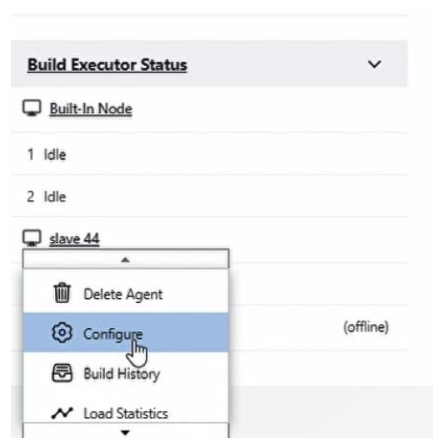 Build Executor Status
Built-In Node
1 Idle
2 Idle
slave 44
Delete Agent
Configure
(offline)
Build History
Load Statistics